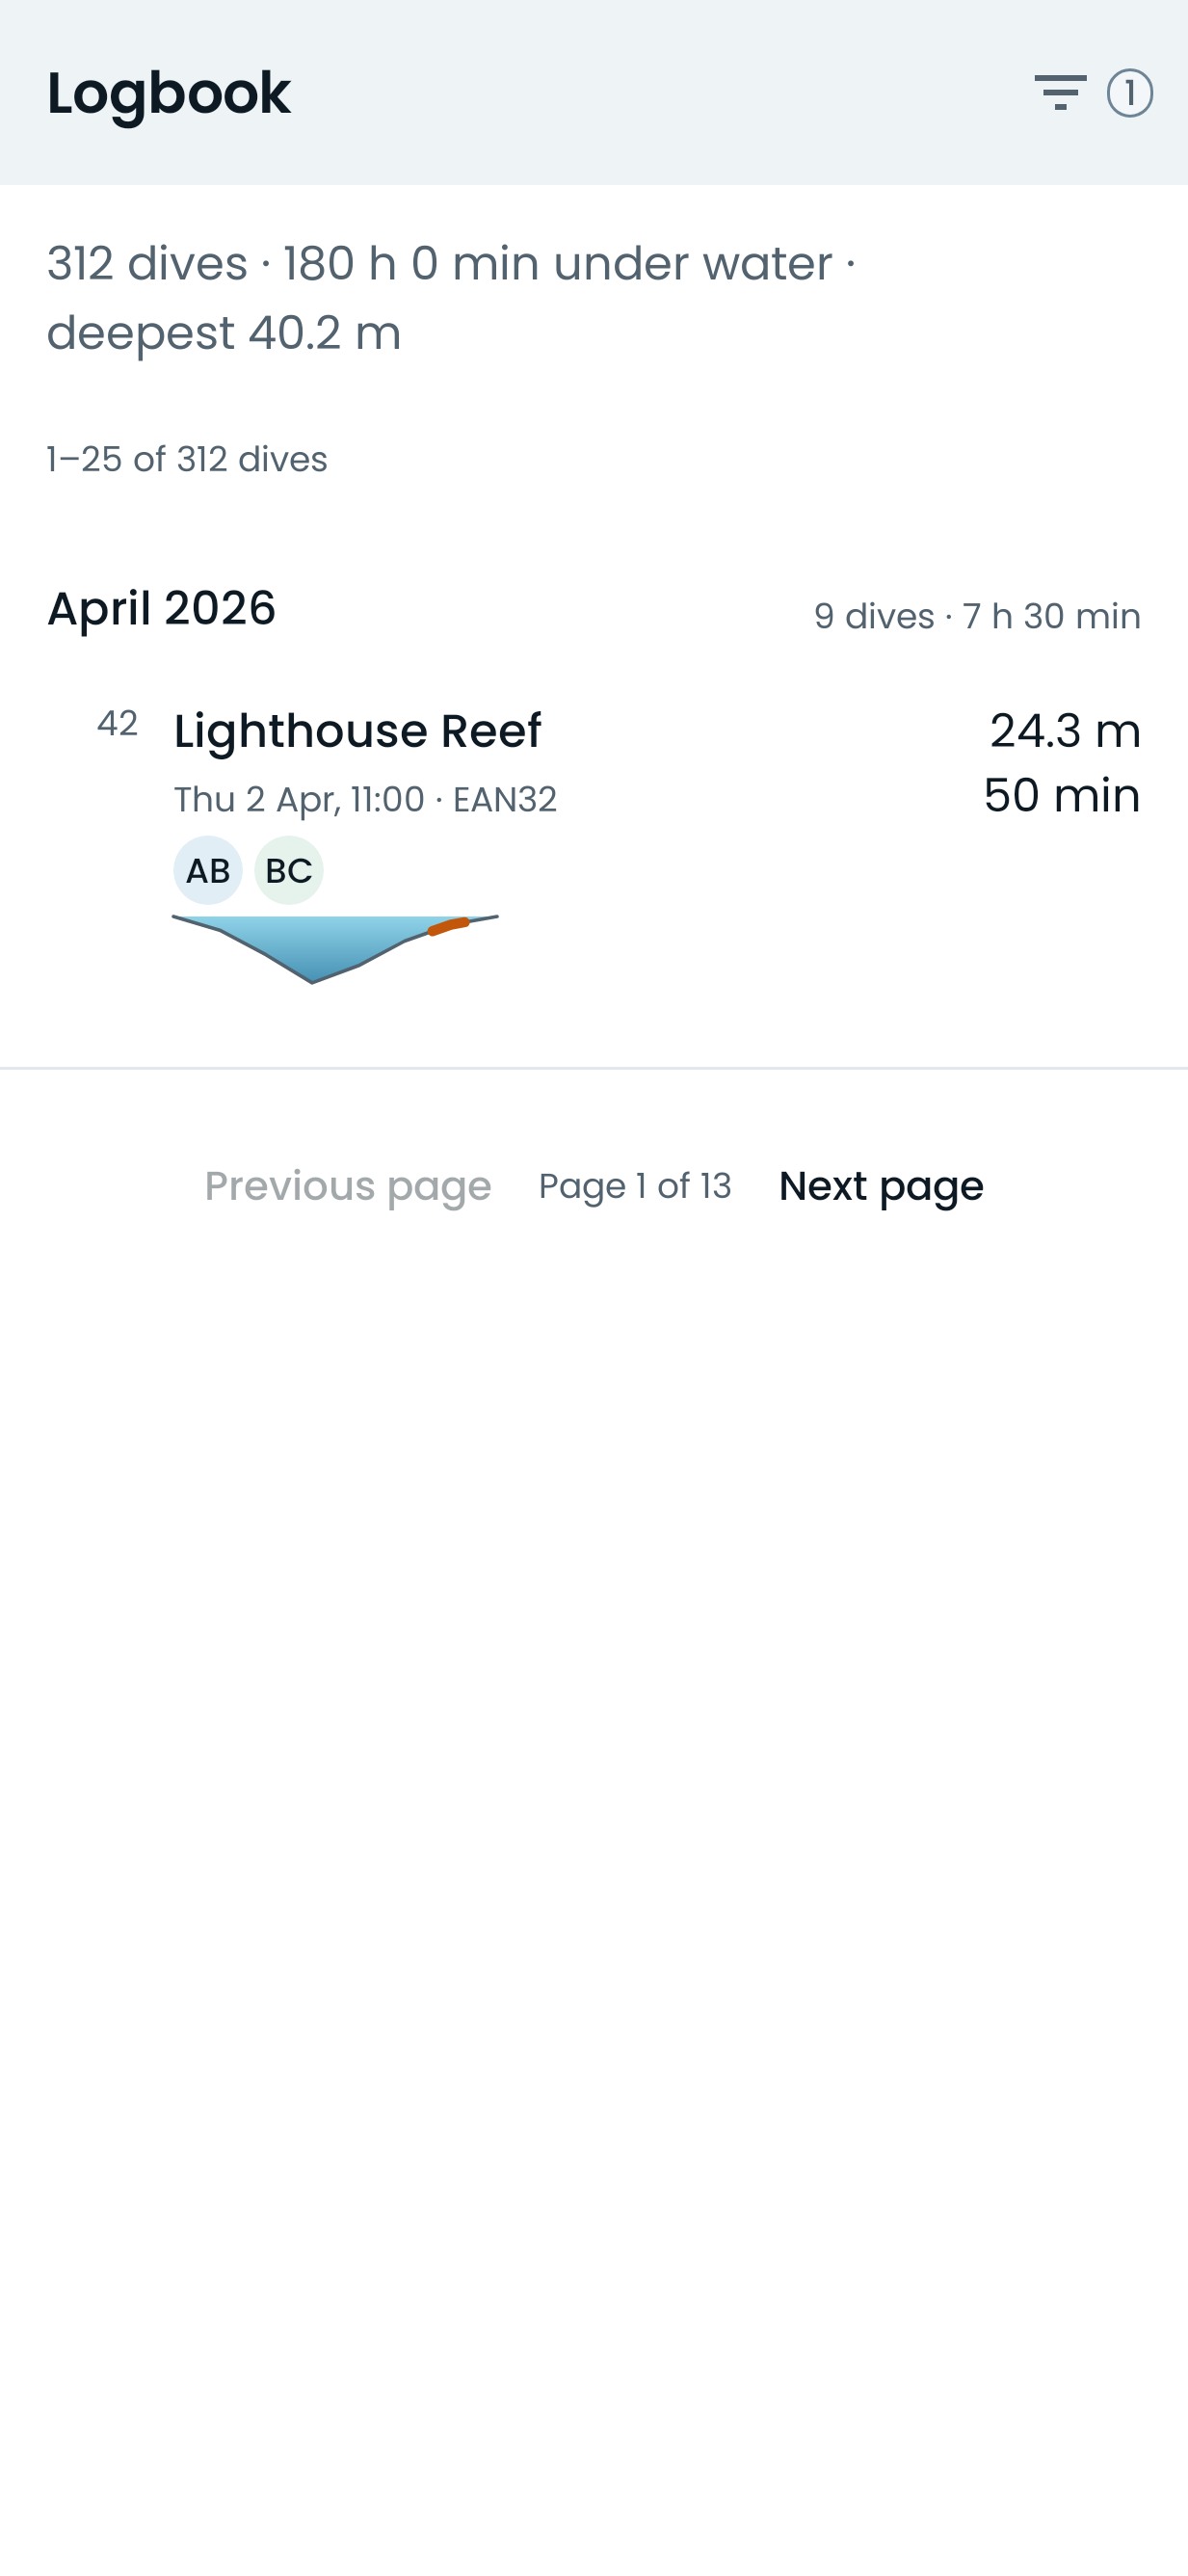 Logbook
1
312 dives · 180 h 0 min under water ·
deepest 40.2 m
1–25 of 312 dives
April 2026
9 dives · 7 h 30 min
42
Lighthouse Reef
24.3 m
Thu 2 Apr, 11:00 · EAN32
50 min
AB
BC
Previous page
Page 1 of 13
Next page